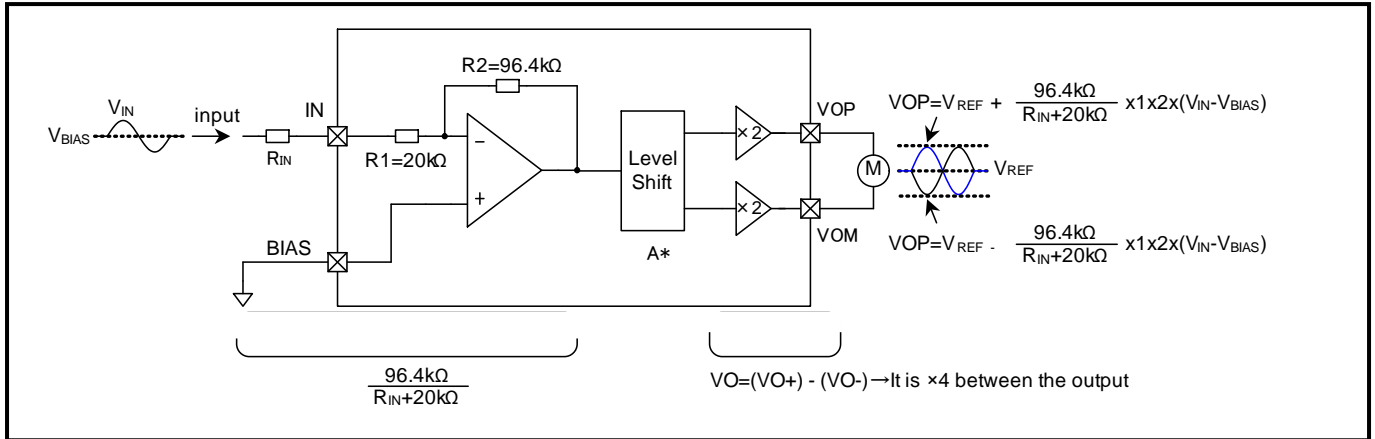 R2=96.4kΩ
VIN
VBIAS
input
RIN
IN
R1=20kΩ
−
+
BIAS
Level
Shift
A*
×2
×2
VOP
VOM
M
VOP=VREF + 96.4kΩ/RIN+20kΩ x1x2x(VIN-VBIAS)
VREF
VOP=VREF - 96.4kΩ/RIN+20kΩ x1x2x(VIN-VBIAS)
96.4kΩ
RIN+20kΩ
VO=(VO+) - (VO-)→It is ×4 between the output